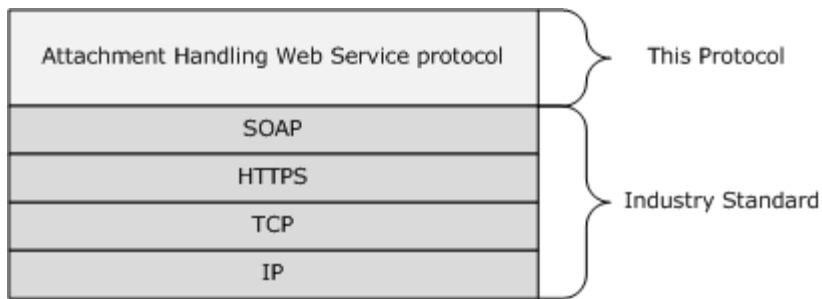 Attachment Handling Web Service protocol
This Protocol
SOAP
HTTPS
TCP
IP
Industry Standard